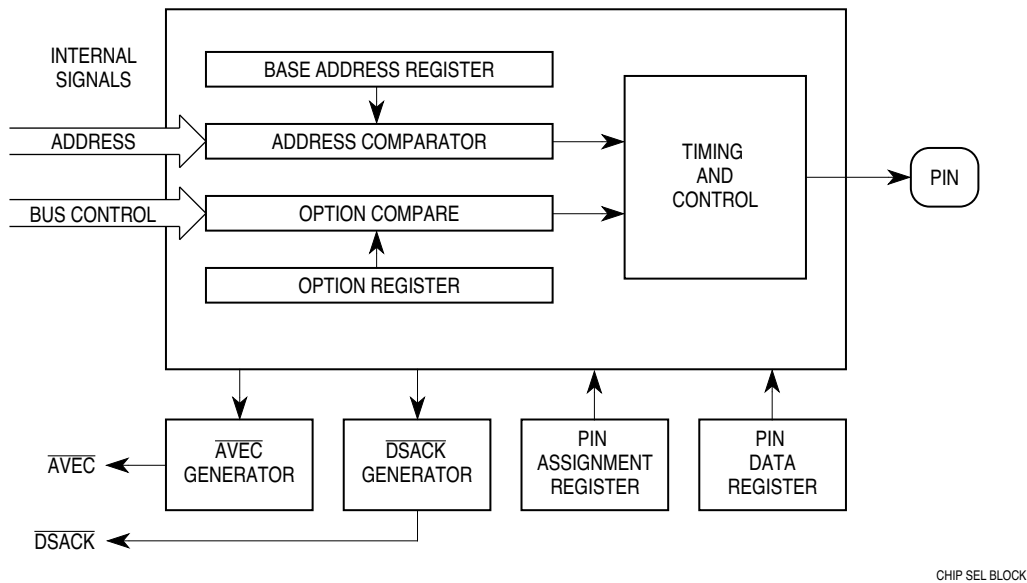 INTERNAL
SIGNALS
BASE ADDRESS REGISTER
ADDRESS
ADDRESS COMPARATOR
TIMING
AND
CONTROL
PIN
BUS CONTROL
OPTION COMPARE
OPTION REGISTER
AVEC
AVEC
GENERATOR
DSACK
GENERATOR
PIN
ASSIGNMENT
REGISTER
PIN
DATA
REGISTER
DSACK
CHIP SEL BLOCK